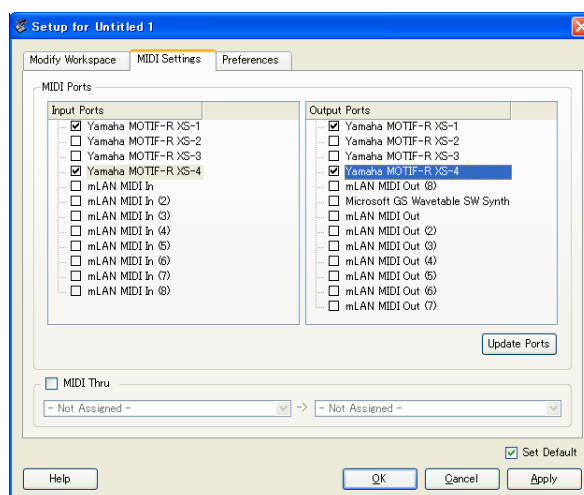 Setup for Untitled 1
Modify Workspace MIDI Settings Preferences
MIDI Ports
Input Ports
Yamaha MOTIF-R XS-1
Yamaha MOTIF-R XS-2
Yamaha MOTIF-R XS-3
Yamaha MOTIF-R XS-4
mLAN MIDI In
mLAN MIDI In (2)
mLAN MIDI In (3)
mLAN MIDI In (4)
mLAN MIDI In (5)
mLAN MIDI In (6)
mLAN MIDI In (7)
mLAN MIDI In (8)
Output Ports
Yamaha MOTIF-R XS-1
Yamaha MOTIF-R XS-2
Yamaha MOTIF-R XS-3
Yamaha MOTIF-R XS-4
mLAN MIDI Out (8)
Microsoft GS Wavetable SW Synth
mLAN MIDI Out
mLAN MIDI Out (2)
mLAN MIDI Out (3)
mLAN MIDI Out (4)
mLAN MIDI Out (5)
mLAN MIDI Out (6)
mLAN MIDI Out (7)
Update Ports
MIDI Thru
- Not Assigned - -> - Not Assigned -
Set Default
Help OK Cancel Apply